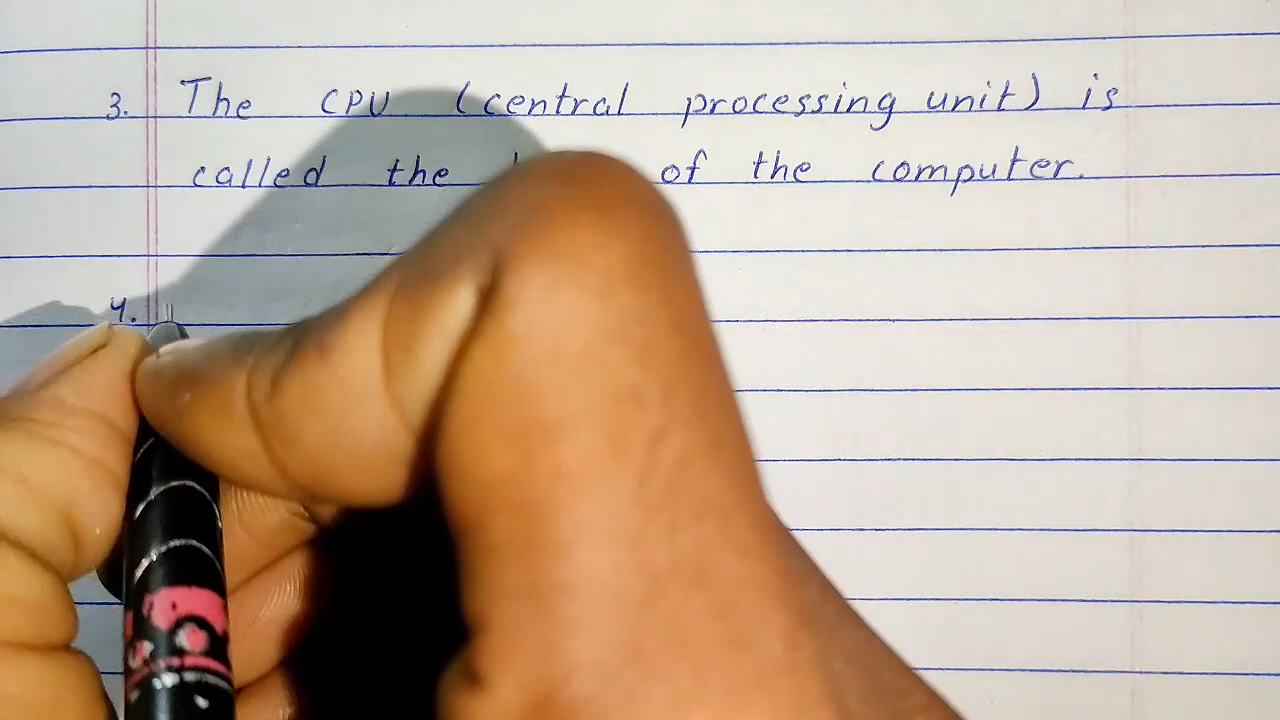 3. The CPU (central processing unit) is
called the of the computer.
4.